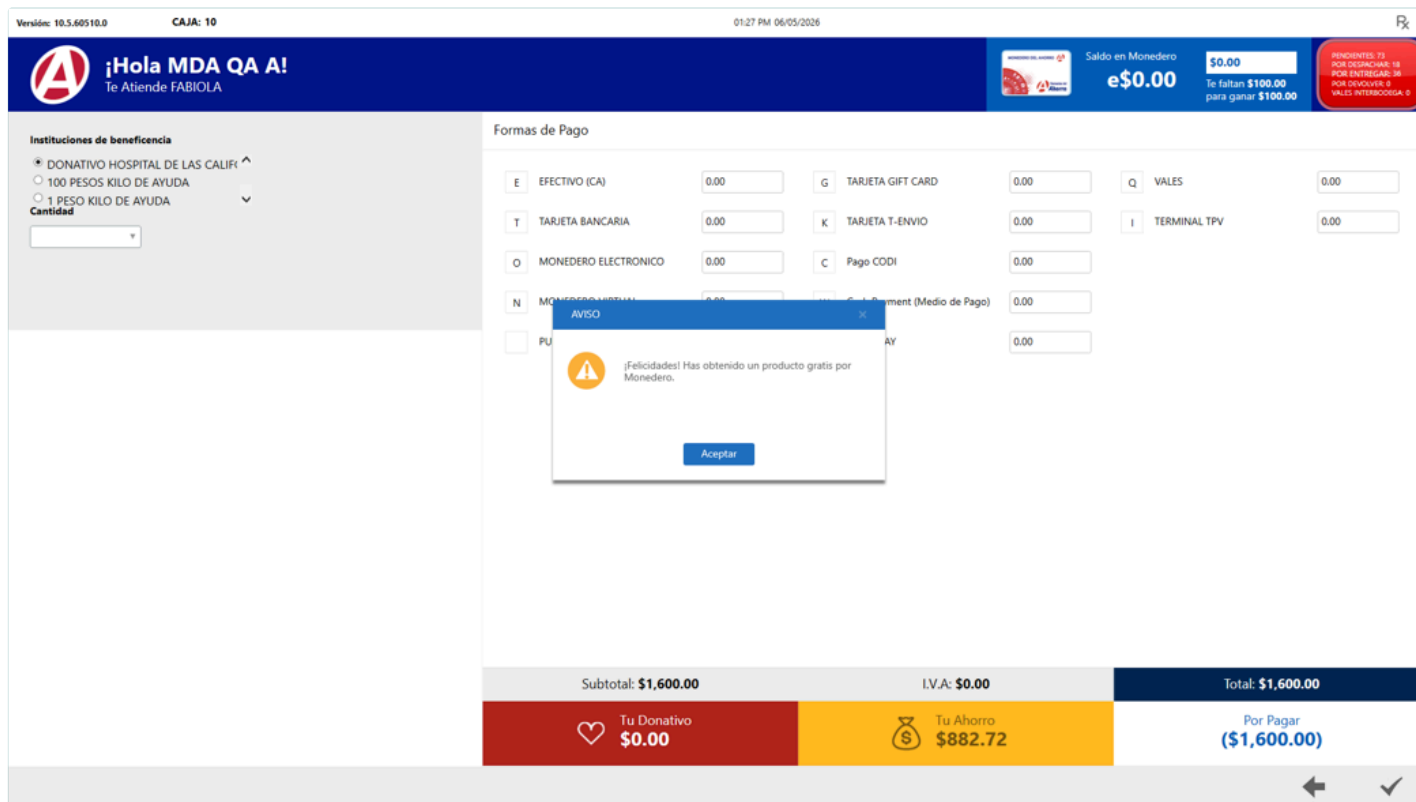 Versión: 10.5.60510.0
CAJA: 10
01:27 PM 06/05/2026
¡Hola MDA QA A!
Te Atiende FABIOLA
Saldo en Monedero
e$0.00
$0.00
Te faltan $100.00
para ganar $100.00
PENDIENTES: 73
POR DESPACHAR: 18
POR ENTREGAR: 36
POR DEVOLVER: 0
VALES INTERBODEGA: 0
Instituciones de beneficencia
DONATIVO HOSPITAL DE LAS CALIF
100 PESOS KILO DE AYUDA
1 PESO KILO DE AYUDA
Cantidad
Formas de Pago
E EFECTIVO (CA) 0.00
G TARJETA GIFT CARD 0.00
Q VALES 0.00
T TARJETA BANCARIA 0.00
K TARJETA T-ENVIO 0.00
I TERMINAL TPV 0.00
O MONEDERO ELECTRONICO 0.00
C Pago CODI 0.00
N
(Medio de Pago) 0.00
PU
AY 0.00
AVISO
¡Felicidades! Has obtenido un producto gratis por
Monedero.
Aceptar
Subtotal: $1,600.00
I.V.A: $0.00
Total: $1,600.00
Tu Donativo
$0.00
Tu Ahorro
$882.72
Por Pagar
($1,600.00)